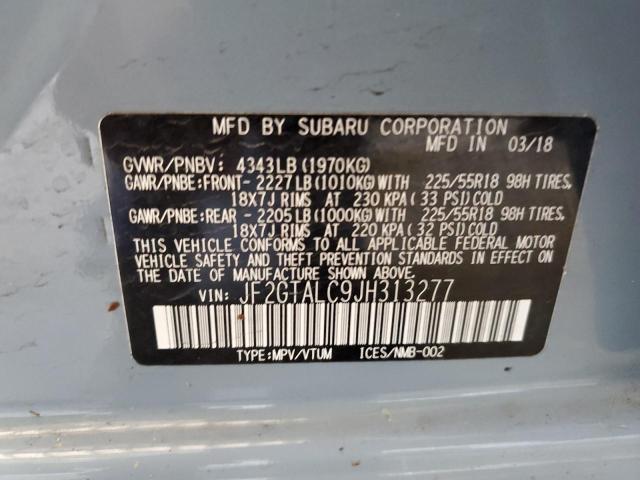 MFD BY SUBARU CORPORATION
MFD IN 03/18
GVWR/PNBV: 4343LB (1970KG)
GAWR/PNBE:FRONT- 2227LB (1010KG) WITH 225/55R18 98H TIRES,
18X7J RIMS AT 230 KPA ( 33 PSI) COLD
GAWR/PNBE:REAR - 2205LB (1000KG) WITH 225/55R18 98H TIRES,
18X7J RIMS AT 220 KPA ( 32 PSI) COLD
THIS VEHICLE CONFORMS TO ALL APPLICABLE FEDERAL MOTOR
VEHICLE SAFETY AND THEFT PREVENTION STANDARDS IN EFFECT ON
THE DATE OF MANUFACTURE SHOWN ABOVE.
VIN: JF2GTALC9JH313277
TYPE:MPV/VTUM ICES/NMB-002